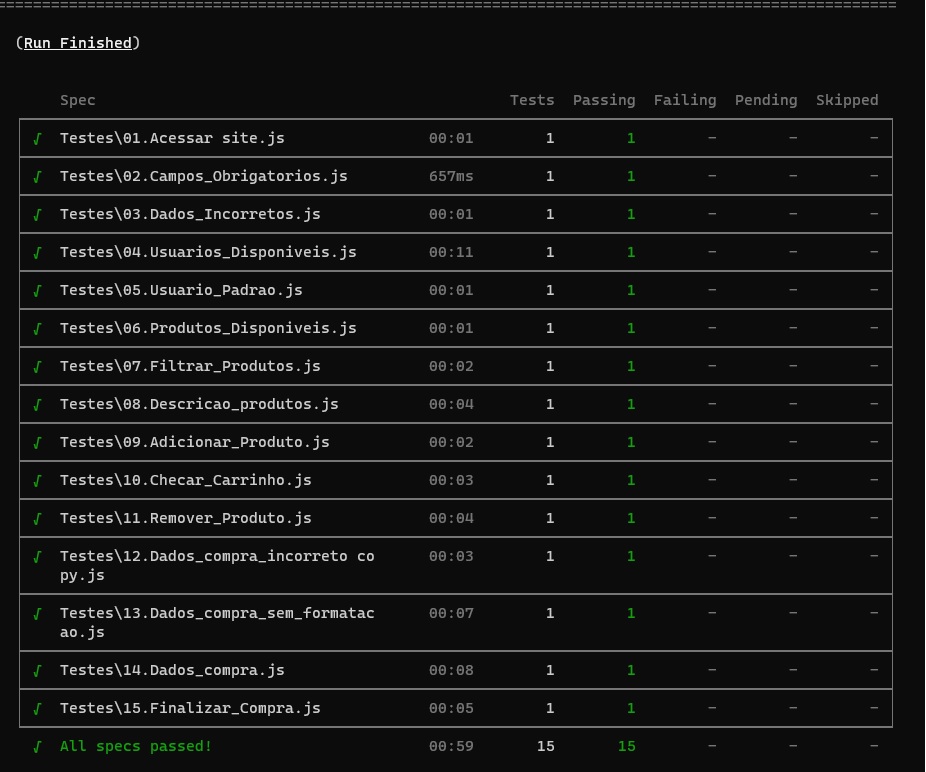 ================================================================================
(Run Finished)
Spec Tests Passing Failing Pending Skipped
√ Testes\01.Acessar site.js 00:01 1 1 - - -
√ Testes\02.Campos_Obrigatorios.js 657ms 1 1 - - -
√ Testes\03.Dados_Incorretos.js 00:01 1 1 - - -
√ Testes\04.Usuarios_Disponiveis.js 00:11 1 1 - - -
√ Testes\05.Usuario_Padrao.js 00:01 1 1 - - -
√ Testes\06.Produtos_Disponiveis.js 00:01 1 1 - - -
√ Testes\07.Filtrar_Produtos.js 00:02 1 1 - - -
√ Testes\08.Descricao_produtos.js 00:04 1 1 - - -
√ Testes\09.Adicionar_Produto.js 00:02 1 1 - - -
√ Testes\10.Checar_Carrinho.js 00:03 1 1 - - -
√ Testes\11.Remover_Produto.js 00:04 1 1 - - -
√ Testes\12.Dados_compra_incorreto co 00:03 1 1 - - -
py.js
√ Testes\13.Dados_compra_sem_formatac 00:07 1 1 - - -
ao.js
√ Testes\14.Dados_compra.js 00:08 1 1 - - -
√ Testes\15.Finalizar_Compra.js 00:05 1 1 - - -
√ All specs passed! 00:59 15 15 - - -